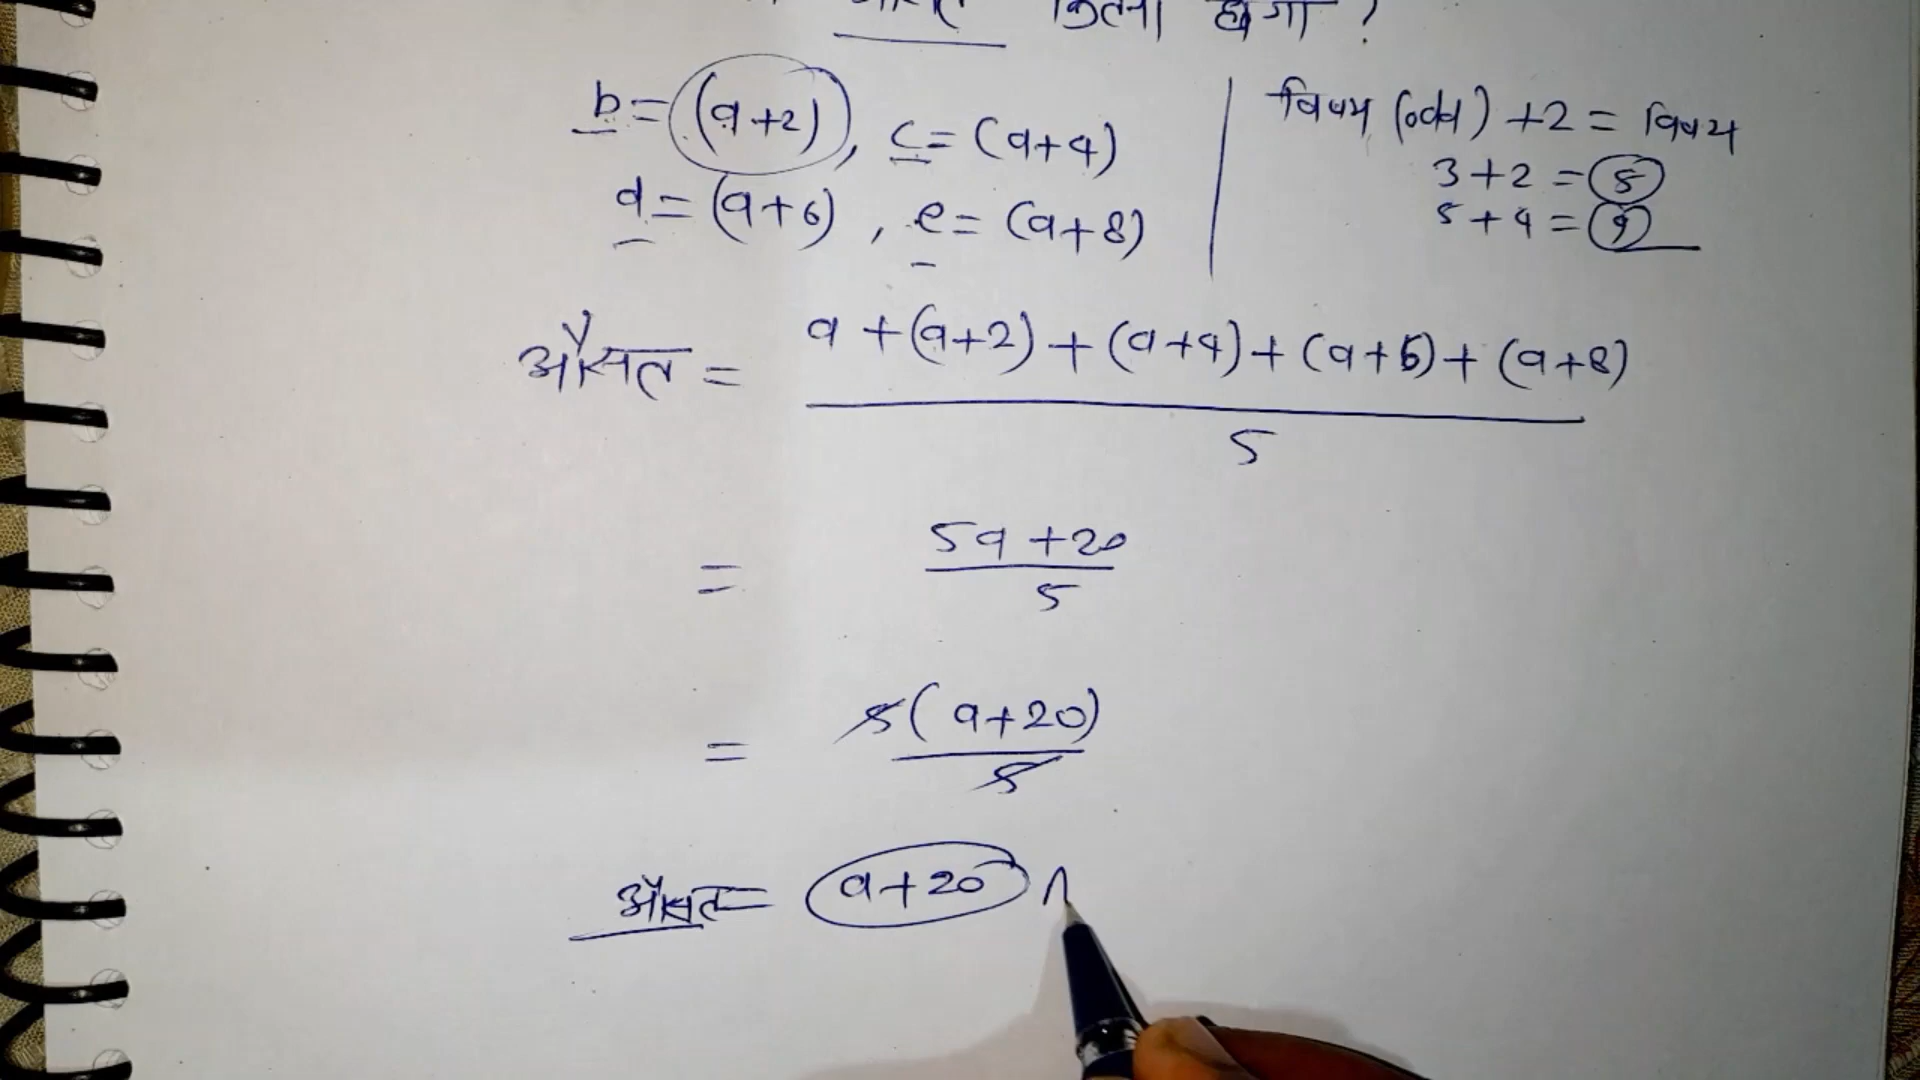 औसत कितना होगा ?
b = (a+2), c = (a+4)
d = (a+6), e = (a+8)
विषम (odd) +2 = विषम
3+2 = 5
5+4 = 9
औसत = a +(a+2)+(a+4)+(a+6)+(a+8)
5
= 5a+20
5
= 5(a+20)
5
औसत = a+20